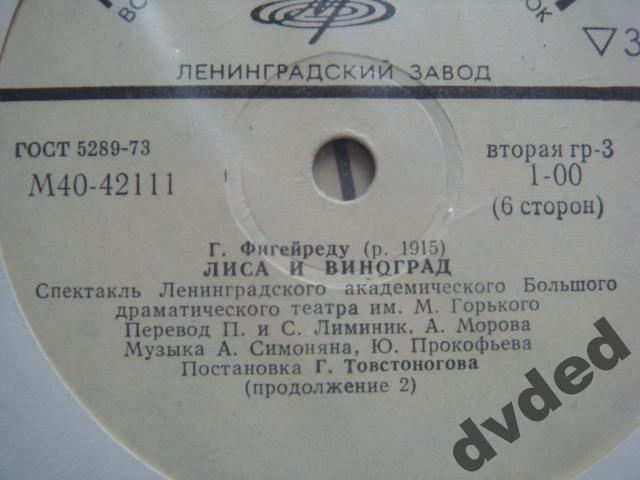 ЛЕНИНГРАДСКИЙ ЗАВОД
ГОСТ 5289-73
М40-42111
вторая гр-3
1-00
(6 сторон)
Г. Фигейреду (р. 1915)
ЛИСА И ВИНОГРАД
Спектакль Ленинградского академического Большого
драматического театра им. М. Горького
Перевод П. и С. Лиминик, А. Морова
Музыка А. Симоняна, Ю. Прокофьева
Постановка Г. Товстоногова
(продолжение 2)
dvded